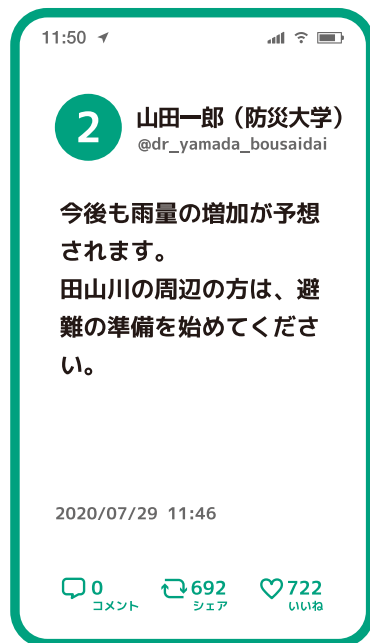 11:50
2
山田一郎（防災大学）
@dr_yamada_bousaidai
今後も雨量の増加が予想
されます。
田山川の周辺の方は、避
難の準備を始めてくださ
い。
2020/07/29 11:46
0 692 722
コメント シェア いいね